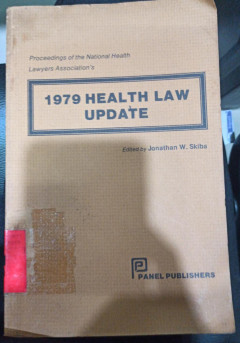 Proceedings of the National Health
Lawyers Association's
1979 HEALTH LAW
UPDATE
Edited by Jonathan W. Skiba
PANEL PUBLISHERS